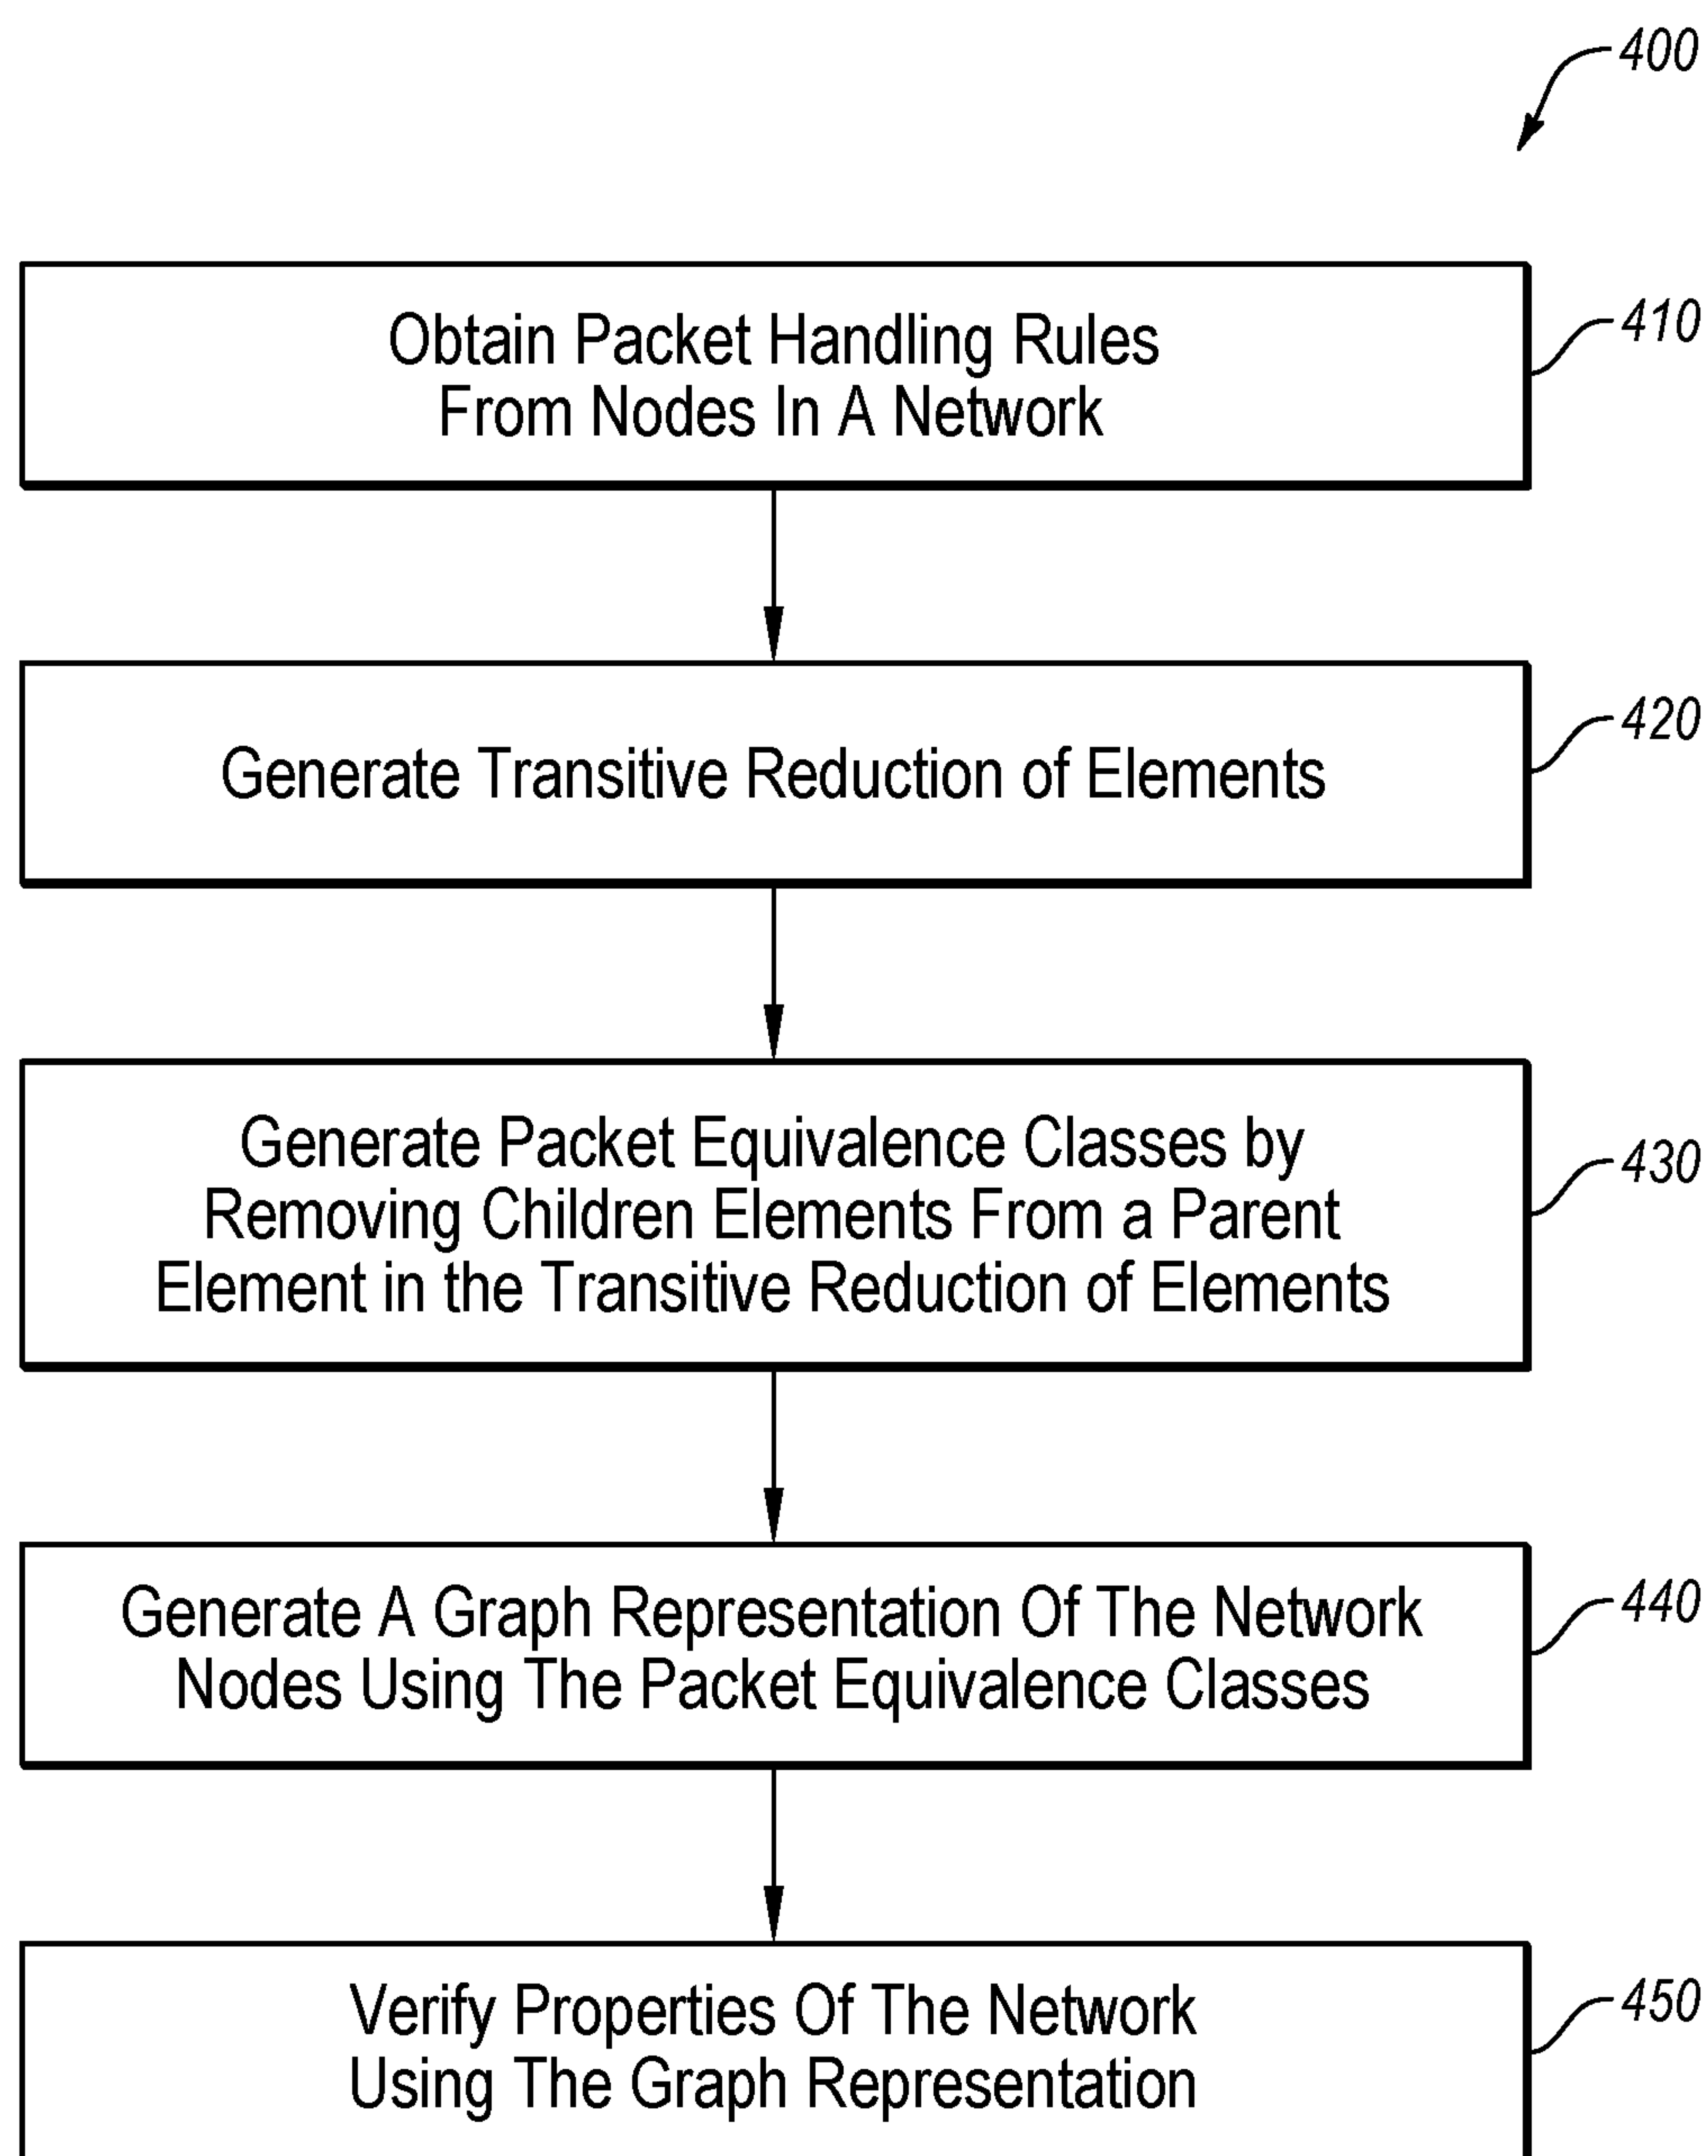 400
Obtain Packet Handling Rules
From Nodes In A Network
410
Generate Transitive Reduction of Elements
420
Generate Packet Equivalence Classes by
Removing Children Elements From a Parent
Element in the Transitive Reduction of Elements
430
Generate A Graph Representation Of The Network
Nodes Using The Packet Equivalence Classes
440
Verify Properties Of The Network
Using The Graph Representation
450